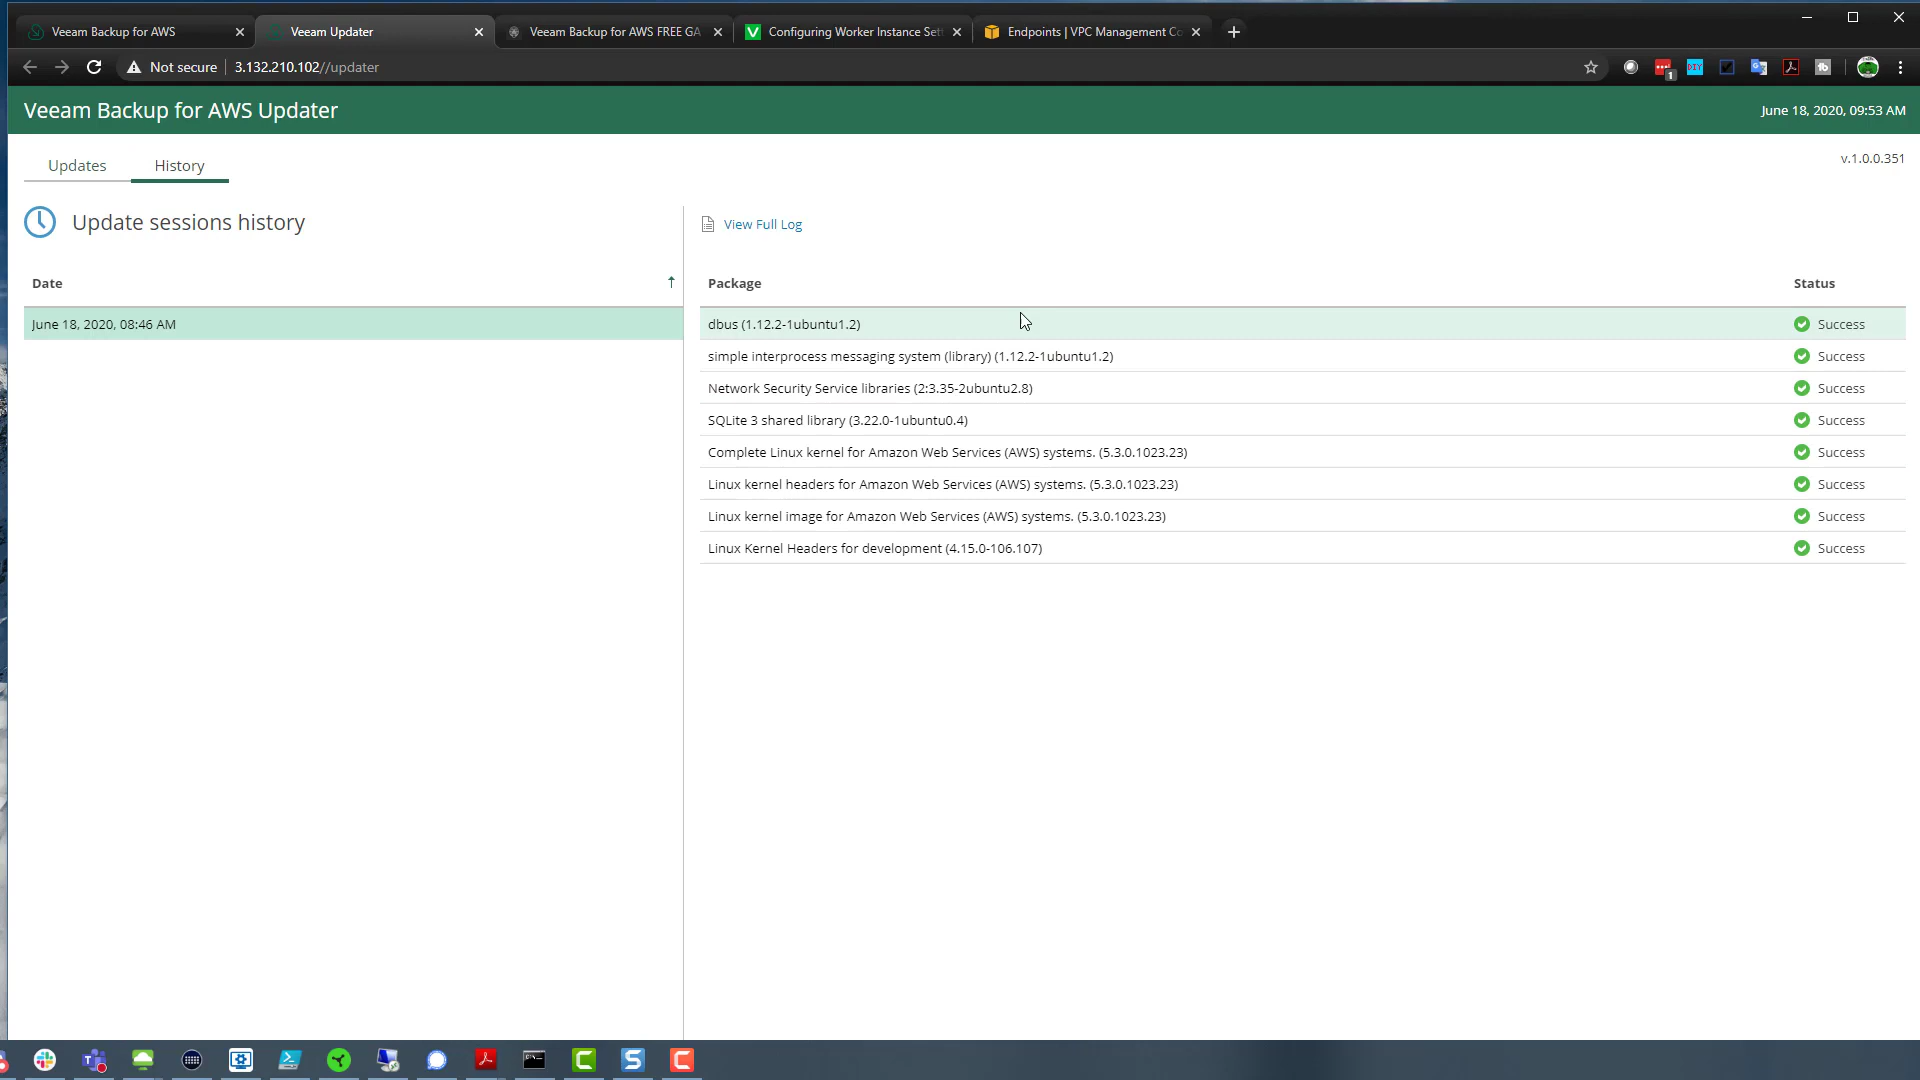 Veeam Backup for AWS
Veeam Updater
Veeam Backup for AWS FREE GA
Configuring Worker Instance Set
Endpoints | VPC Management Co
Not secure
3.132.210.102//updater
Veeam Backup for AWS Updater
June 18, 2020, 09:53 AM
Updates
History
v.1.0.0.351
Update sessions history
View Full Log
Date
Package
Status
June 18, 2020, 08:46 AM
dbus (1.12.2-1ubuntu1.2)
Success
simple interprocess messaging system (library) (1.12.2-1ubuntu1.2)
Success
Network Security Service libraries (2:3.35-2ubuntu2.8)
Success
SQLite 3 shared library (3.22.0-1ubuntu0.4)
Success
Complete Linux kernel for Amazon Web Services (AWS) systems. (5.3.0.1023.23)
Success
Linux kernel headers for Amazon Web Services (AWS) systems. (5.3.0.1023.23)
Success
Linux kernel image for Amazon Web Services (AWS) systems. (5.3.0.1023.23)
Success
Linux Kernel Headers for development (4.15.0-106.107)
Success